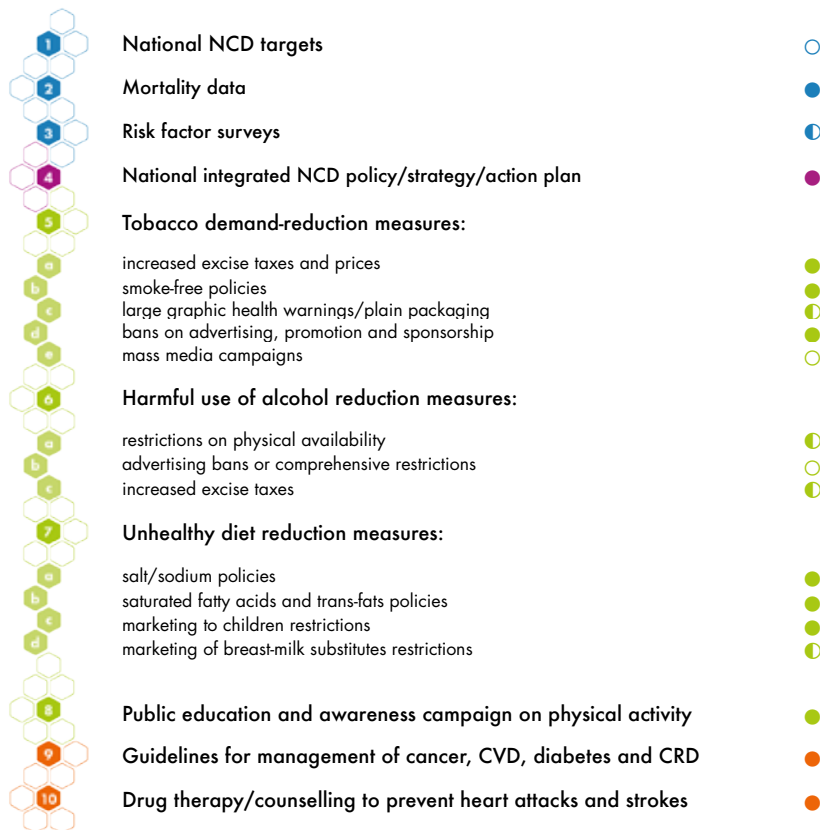 1 National NCD targets
2 Mortality data
3 Risk factor surveys
4 National integrated NCD policy/strategy/action plan
5 Tobacco demand-reduction measures:
a increased excise taxes and prices
b smoke-free policies
c large graphic health warnings/plain packaging
d bans on advertising, promotion and sponsorship
e mass media campaigns
6 Harmful use of alcohol reduction measures:
a restrictions on physical availability
b advertising bans or comprehensive restrictions
c increased excise taxes
7 Unhealthy diet reduction measures:
a salt/sodium policies
b saturated fatty acids and trans-fats policies
c marketing to children restrictions
d marketing of breast-milk substitutes restrictions
8 Public education and awareness campaign on physical activity
9 Guidelines for management of cancer, CVD, diabetes and CRD
10 Drug therapy/counselling to prevent heart attacks and strokes